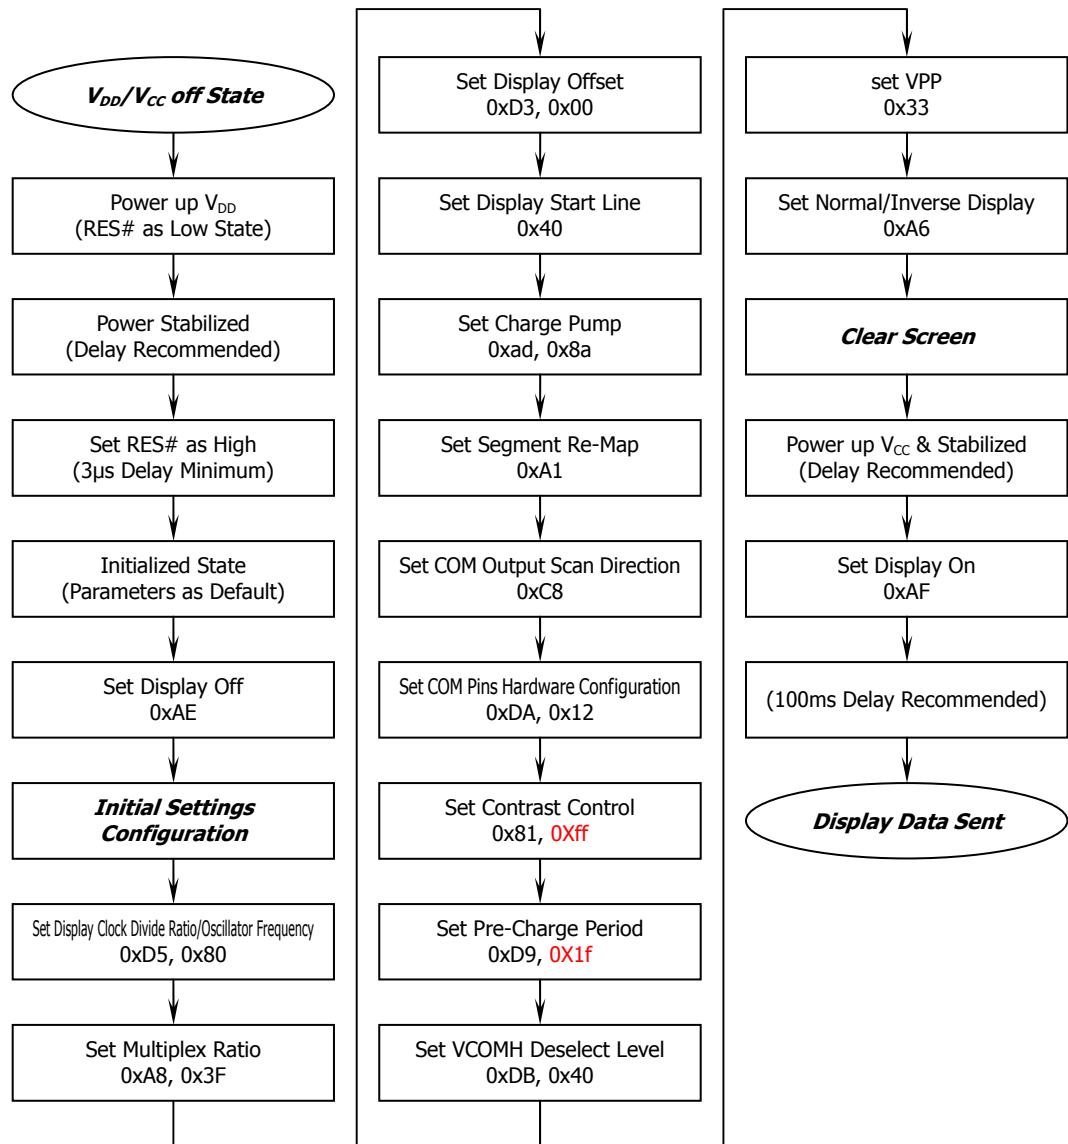 V_DD/V_CC off State
Power up V_DD
(RES# as Low State)
Power Stabilized
(Delay Recommended)
Set RES# as High
(3μs Delay Minimum)
Initialized State
(Parameters as Default)
Set Display Off
0xAE
Initial Settings
Configuration
Set Display Clock Divide Ratio/Oscillator Frequency
0xD5, 0x80
Set Multiplex Ratio
0xA8, 0x3F
Set Display Offset
0xD3, 0x00
Set Display Start Line
0x40
Set Charge Pump
0xad, 0x8a
Set Segment Re-Map
0xA1
Set COM Output Scan Direction
0xC8
Set COM Pins Hardware Configuration
0xDA, 0x12
Set Contrast Control
0x81, 0Xff
Set Pre-Charge Period
0xD9, 0X1f
Set VCOMH Deselect Level
0xDB, 0x40
set VPP
0x33
Set Normal/Inverse Display
0xA6
Clear Screen
Power up V_CC & Stabilized
(Delay Recommended)
Set Display On
0xAF
(100ms Delay Recommended)
Display Data Sent